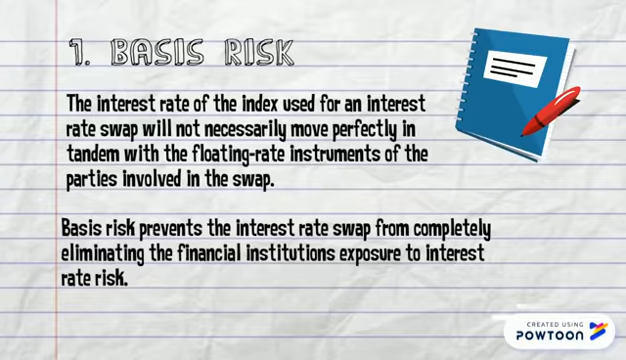 1. BASIS RISK
The interest rate of the index used for an interest
rate swap will not necessarily move perfectly in
tandem with the floating-rate instruments of the
parties involved in the swap.
Basis risk prevents the interest rate swap from completely
eliminating the financial institutions exposure to interest
rate risk.
CREATED USING
POWTOON